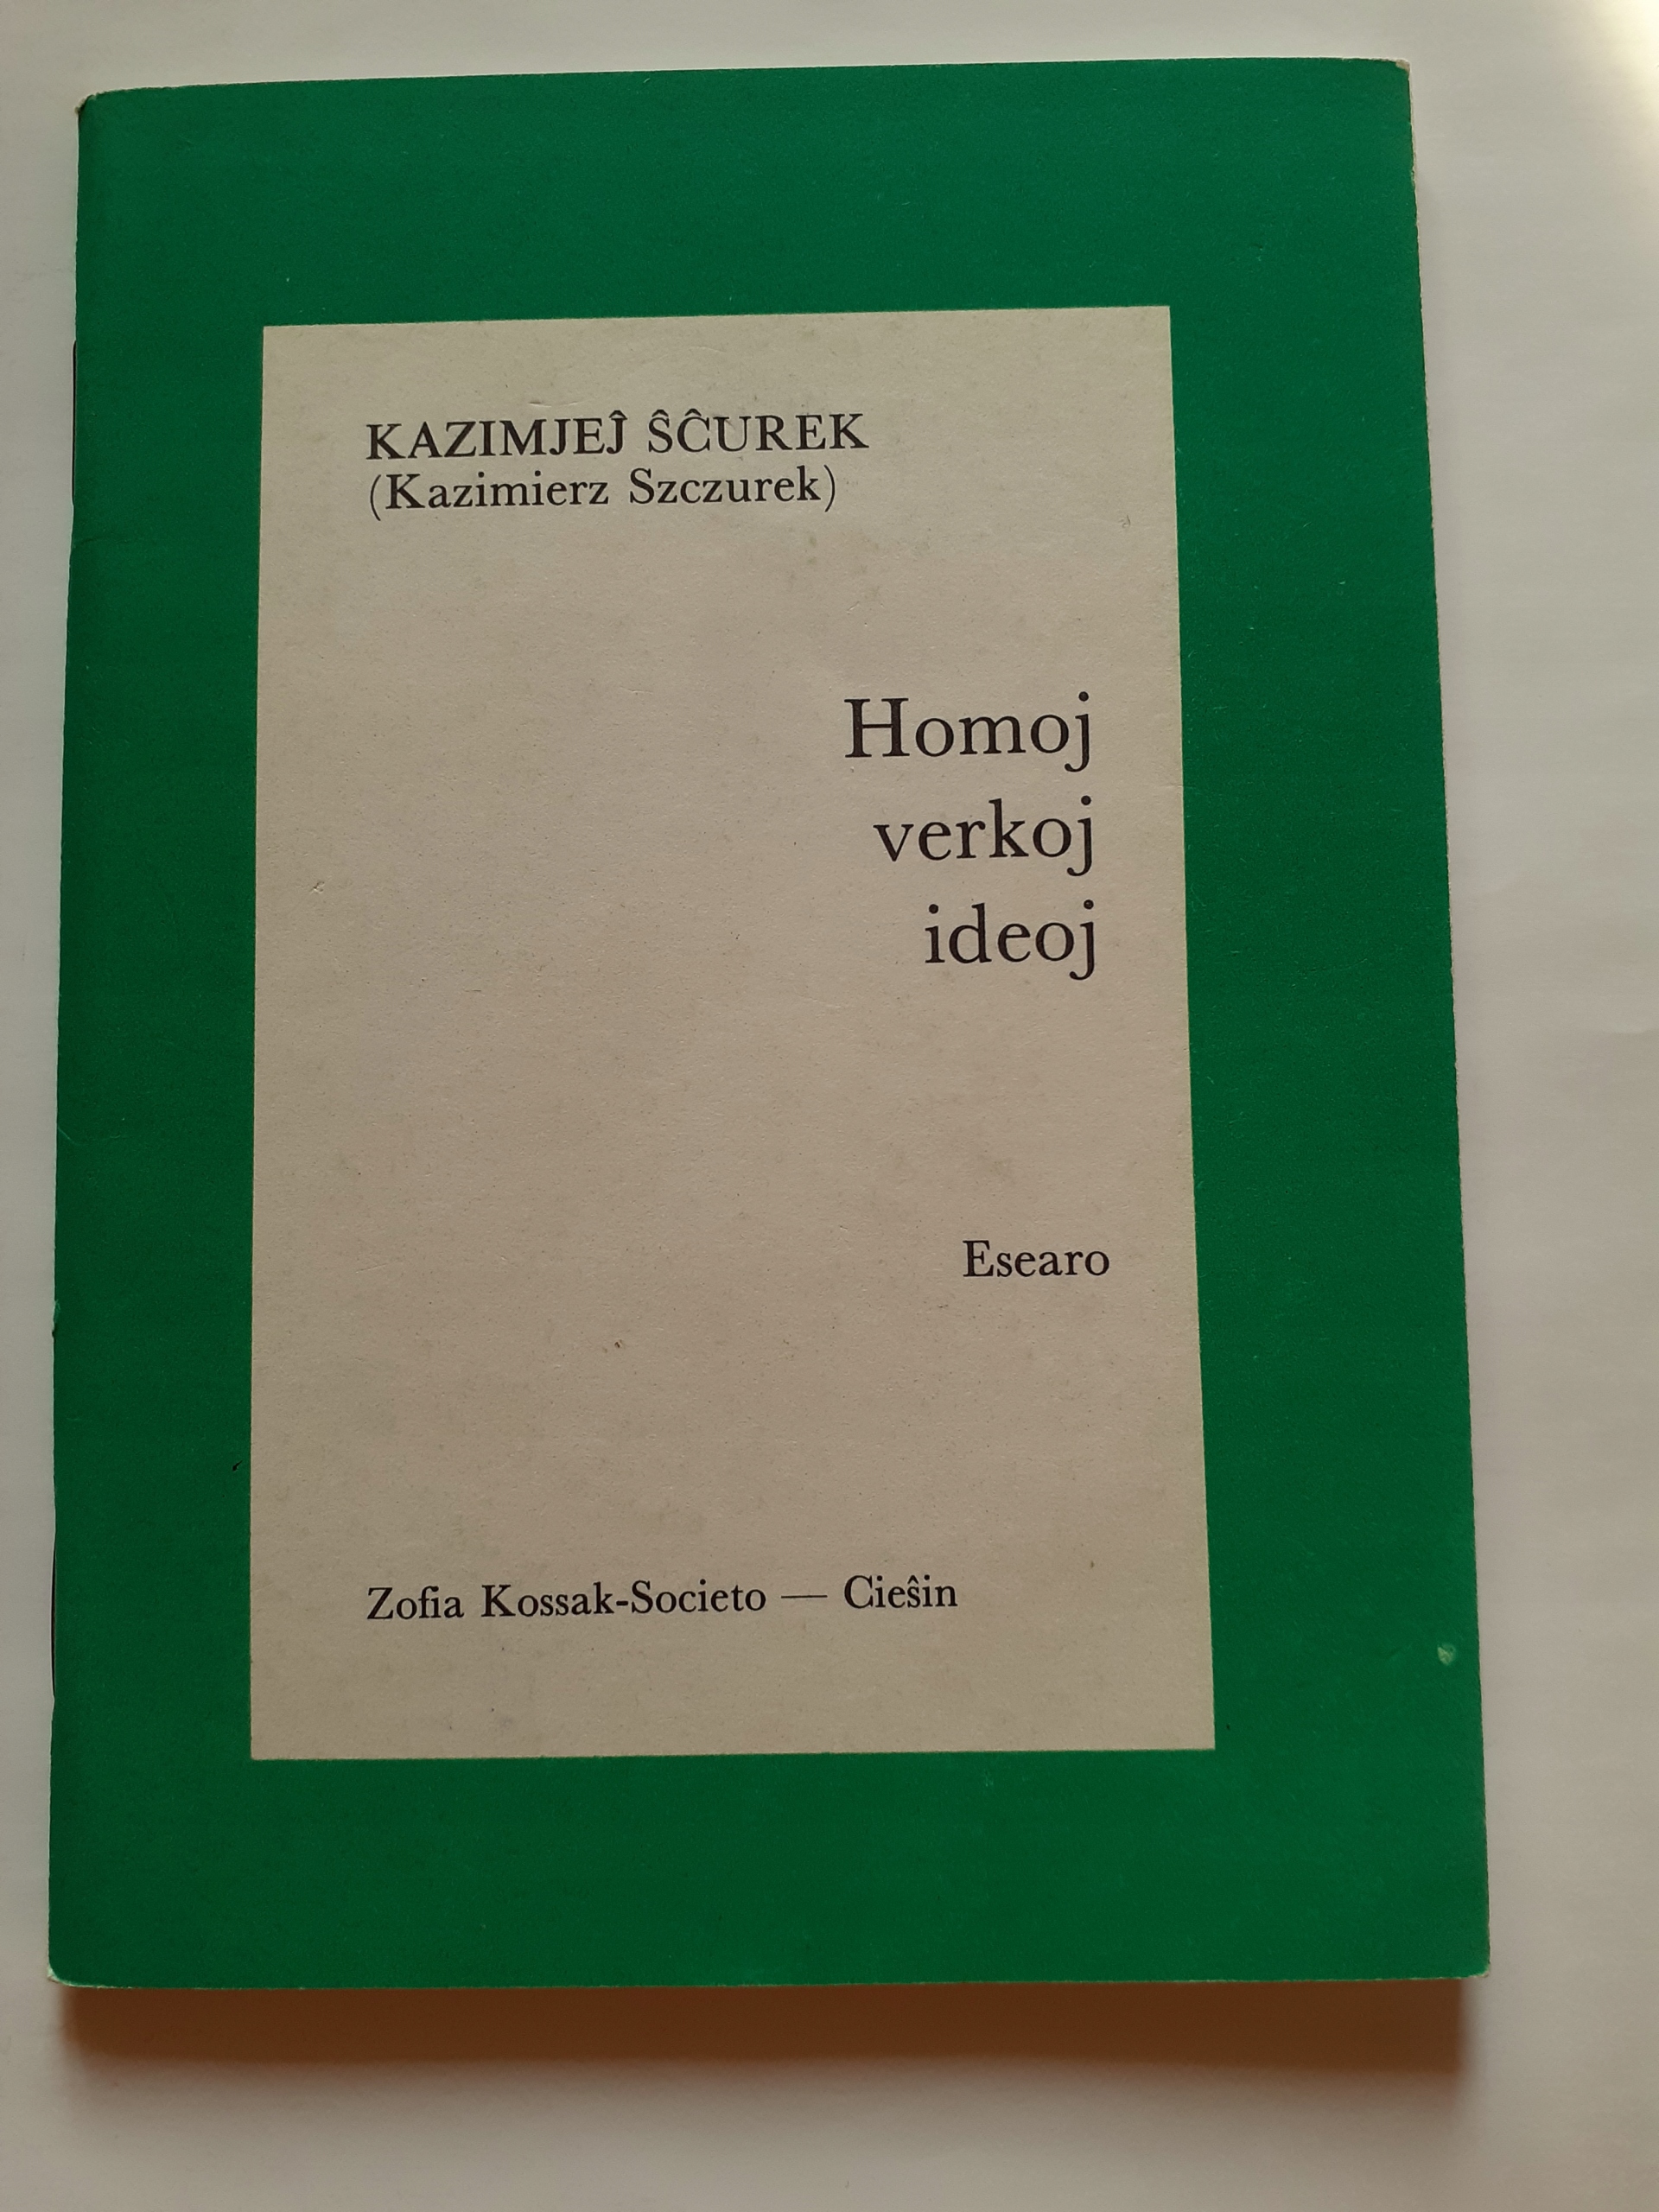 KAZIMJEĴ ŜĈUREK
(Kazimierz Szczurek)
Homoj
verkoj
ideoj
Esearo
Zofia Kossak-Societo — Cieŝin